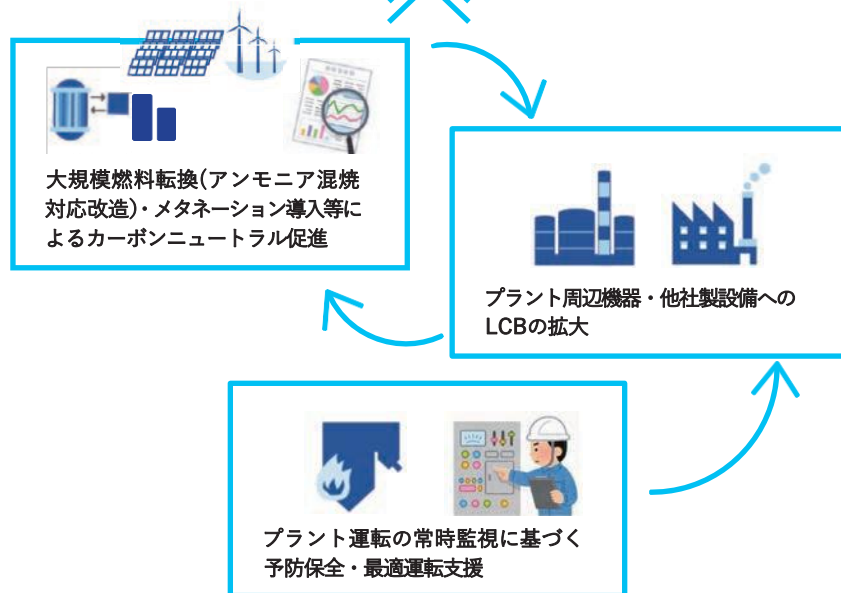 大規模燃料転換(アンモニア混焼
対応改造)・メタネーション導入等に
よるカーボンニュートラル促進
プラント周辺機器・他社製設備への
LCBの拡大
プラント運転の常時監視に基づく
予防保全・最適運転支援